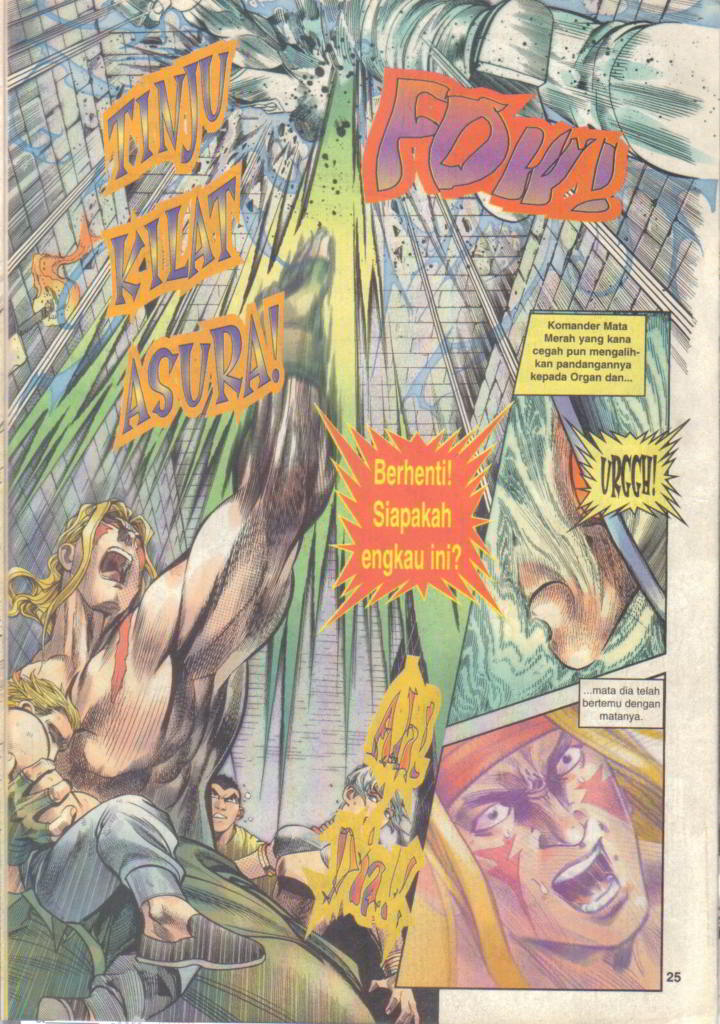 TINJU
KILAT
ASURA!
FOW!
Komander Mata
Merah yang kana
cegah pun mengalih-
kan pandangannya
kepada Organ dan...
URGGH!
Berhenti!
Siapakah
engkau ini?
...mata dia telah
bertemu dengan
matanya.
Ah!
Dia!!
25